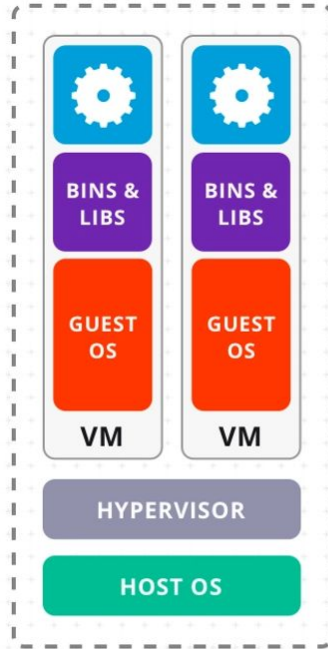 BINS &
LIBS
GUEST
OS
VM
BINS &
LIBS
GUEST
OS
VM
HYPERVISOR
HOST OS